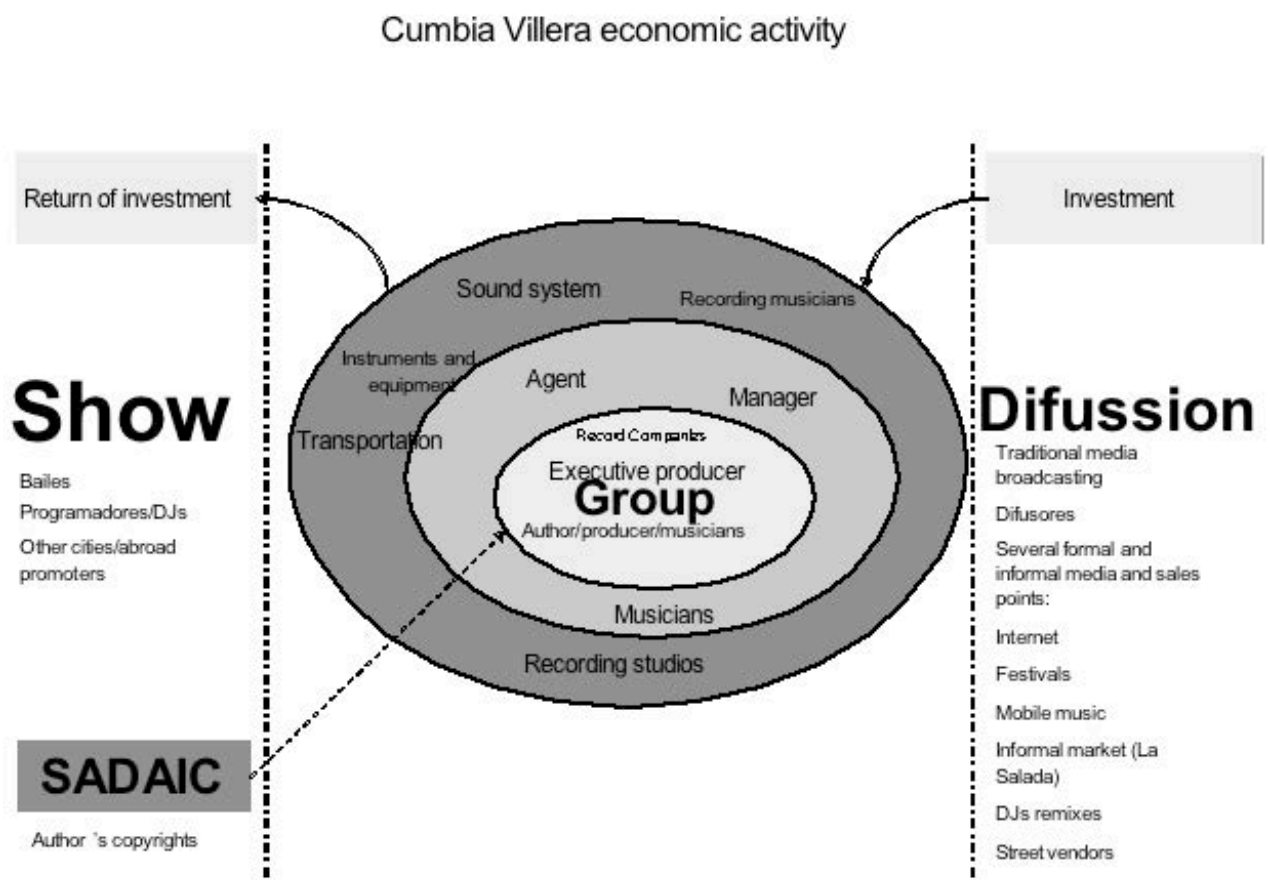 Cumbia Villera economic activity
Return of investment
Investment
Sound system
Recording musicians
Instruments and
equipment
Agent
Manager
Transportation
Record Companies
Executive producer
Group
Author/producer/musicians
Musicians
Recording studios
Show
Bailes
Programadores/DJs
Other cities/abroad
promoters
SADAIC
Author 's copyrights
Difussion
Traditional media
broadcasting
Difusores
Several formal and
informal media and sales
points:
Internet
Festivals
Mobile music
Informal market (La
Salada)
DJs remixes
Street vendors